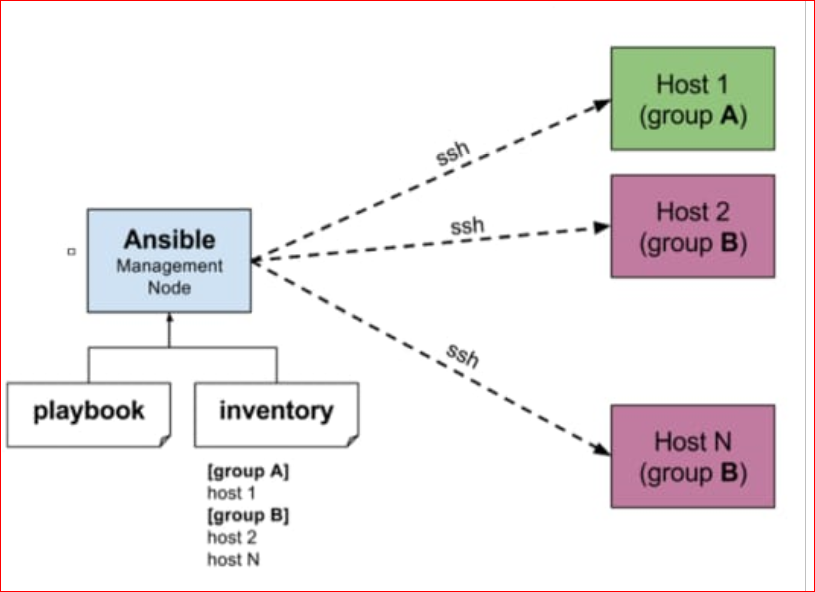 Host 1
(group A)
ssh
Host 2
(group B)
ssh
Ansible
Management
Node
ssh
playbook
inventory
Host N
(group B)
[group A]
host 1
[group B]
host 2
host N